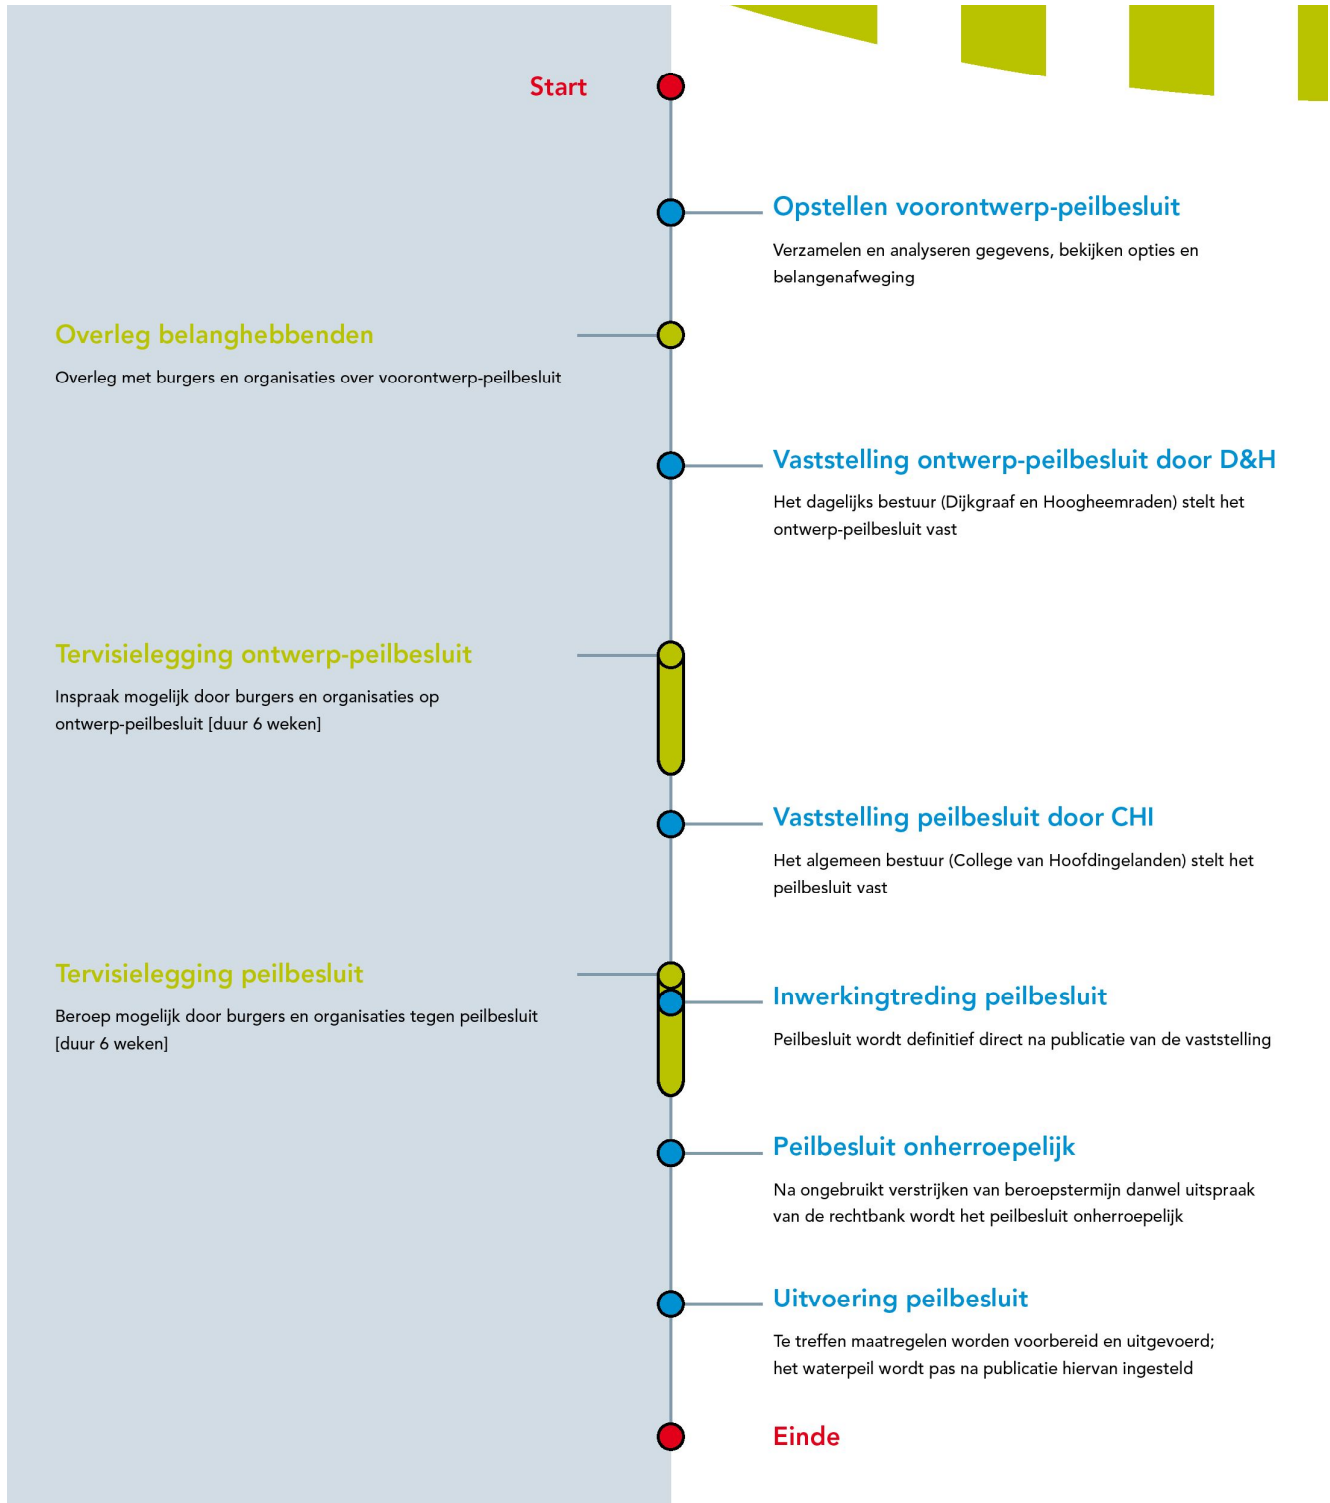 Start
Opstellen voorontwerp-peilbesluit
Verzamelen en analyseren gegevens, bekijken opties en
belangenafweging
Overleg belanghebbenden
Overleg met burgers en organisaties over voorontwerp-peilbesluit
Vaststelling ontwerp-peilbesluit door D&H
Het dagelijks bestuur (Dijkgraaf en Hoogheemraden) stelt het
ontwerp-peilbesluit vast
Tervisielegging ontwerp-peilbesluit
Inspraak mogelijk door burgers en organisaties op
ontwerp-peilbesluit [duur 6 weken]
Vaststelling peilbesluit door CHI
Het algemeen bestuur (College van Hoofdingelanden) stelt het
peilbesluit vast
Tervisielegging peilbesluit
Beroep mogelijk door burgers en organisaties tegen peilbesluit
[duur 6 weken]
Inwerkingtreding peilbesluit
Peilbesluit wordt definitief direct na publicatie van de vaststelling
Peilbesluit onherroepelijk
Na ongebruikt verstrijken van beroepstermijn danwel uitspraak
van de rechtbank wordt het peilbesluit onherroepelijk
Uitvoering peilbesluit
Te treffen maatregelen worden voorbereid en uitgevoerd;
het waterpeil wordt pas na publicatie hiervan ingesteld
Einde